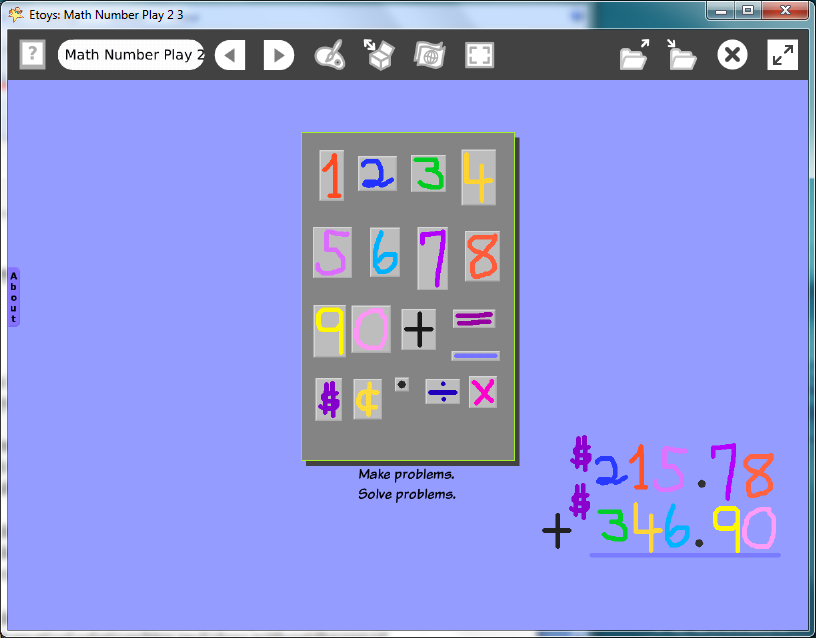 Etoys: Math Number Play 2 3
? Math Number Play 2
About
1 2 3 4
5 6 7 8
9 0 + =
$ ¢ . ÷ x
Make problems.
Solve problems.
$215.78
+ $346.90